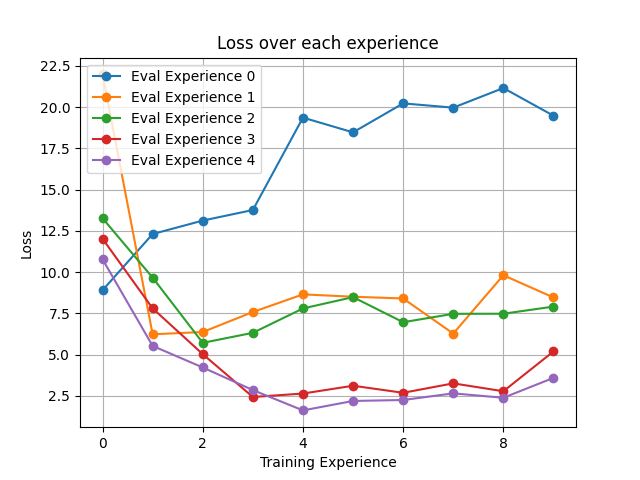 Loss over each experience
22.5
20.0
17.5
15.0
12.5
10.0
7.5
5.0
2.5
Loss
Eval Experience 0
Eval Experience 1
Eval Experience 2
Eval Experience 3
Eval Experience 4
0
2
4
6
8
Training Experience